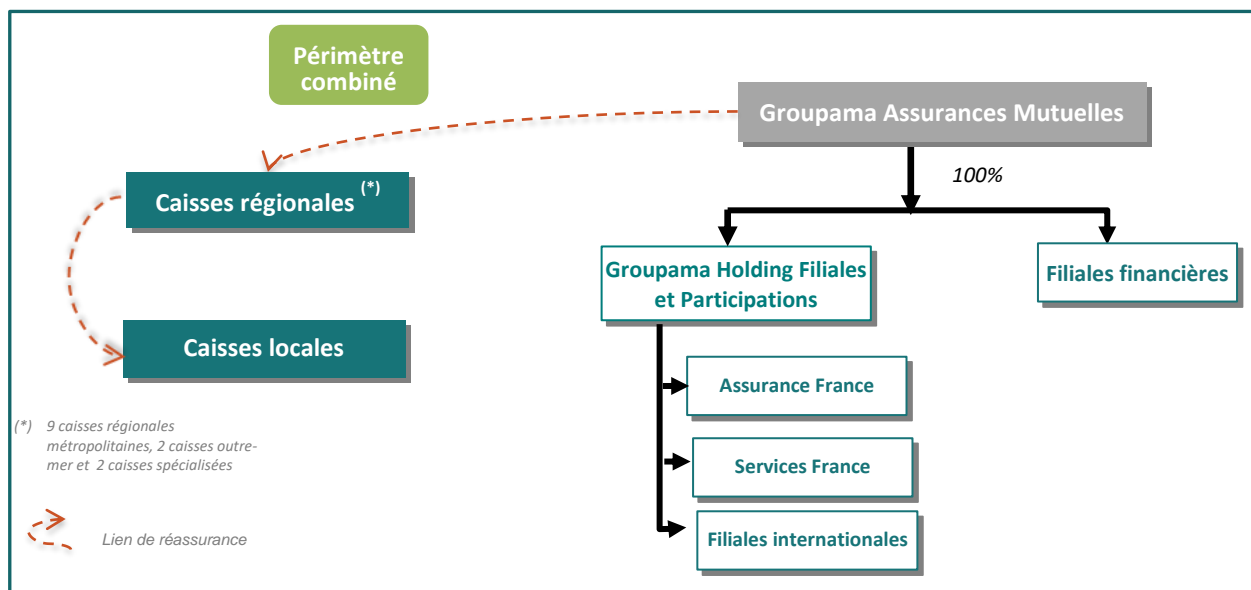 Périmètre
combiné
Groupama Assurances Mutuelles
100%
Caisses régionales (*)
Groupama Holding Filiales
et Participations
Filiales financières
Caisses locales
Assurance France
Services France
Filiales internationales
(*) 9 caisses régionales
métropolitaines, 2 caisses outre-
mer et 2 caisses spécialisées
Lien de réassurance